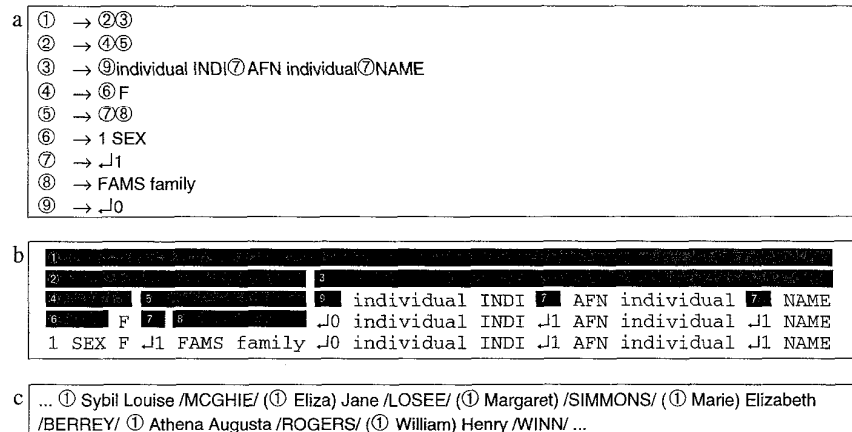 a
① → ②③
② → ④⑤
③ → ⑨individual INDI⑦ AFN individual⑦NAME
④ → ⑥ F
⑤ → ⑦⑧
⑥ → 1 SEX
⑦ → ↲1
⑧ → FAMS family
⑨ → ↲0
b
1
2 3
4 5 9 individual INDI 7 AFN individual 7 NAME
6 F 7 8 ↲0 individual INDI ↲1 AFN individual ↲1 NAME
1 SEX F ↲1 FAMS family ↲0 individual INDI ↲1 AFN individual ↲1 NAME
c
... ① Sybil Louise /MCGHIE/ (① Eliza) Jane /LOSEE/ (① Margaret) /SIMMONS/ (① Marie) Elizabeth
/BERREY/ ① Athena Augusta /ROGERS/ (① William) Henry /WINN/ ...